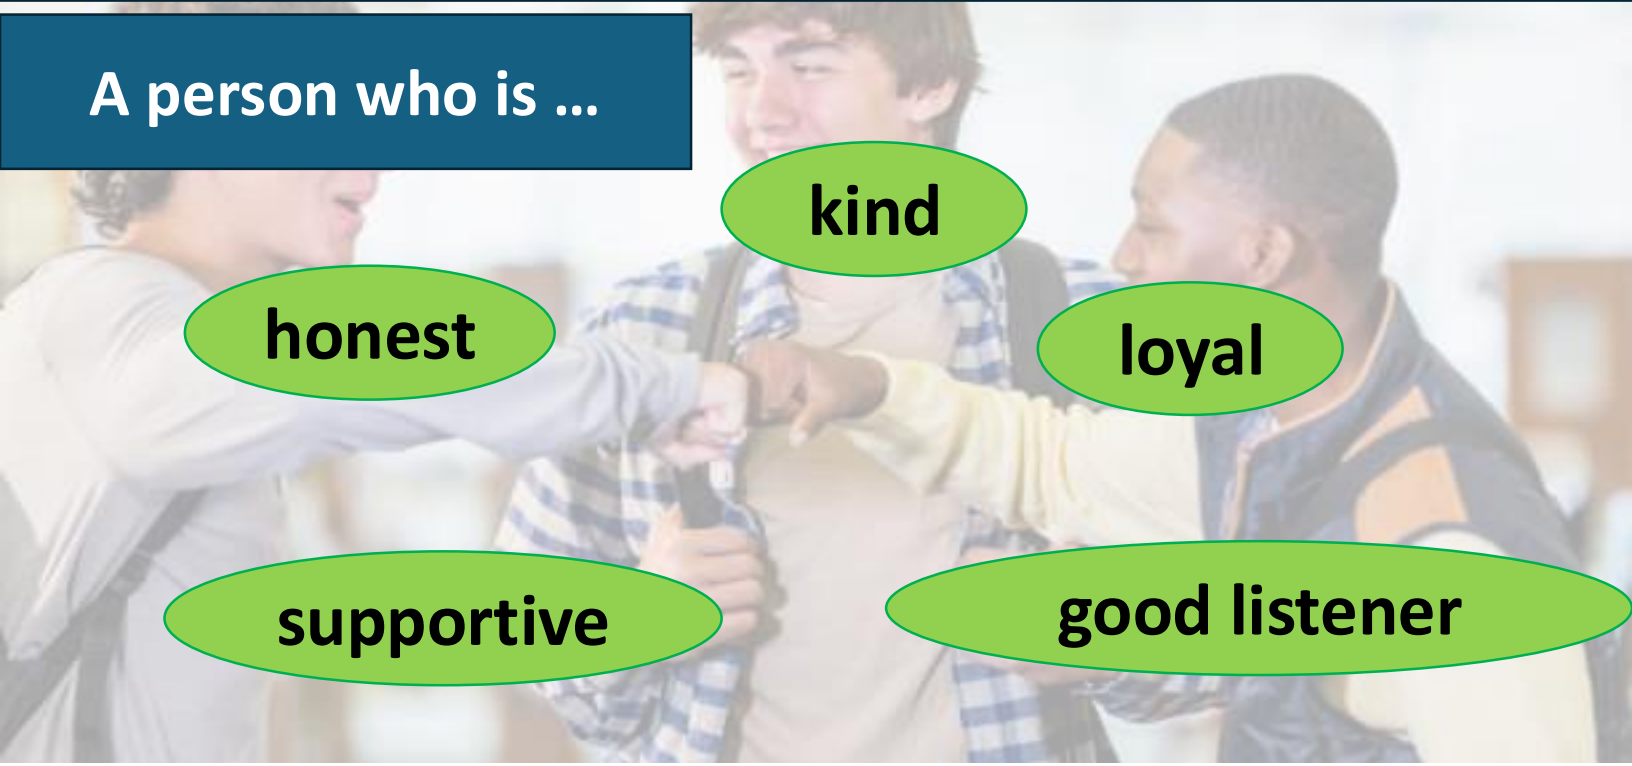 A person who is ...
kind
honest
loyal
supportive
good listener